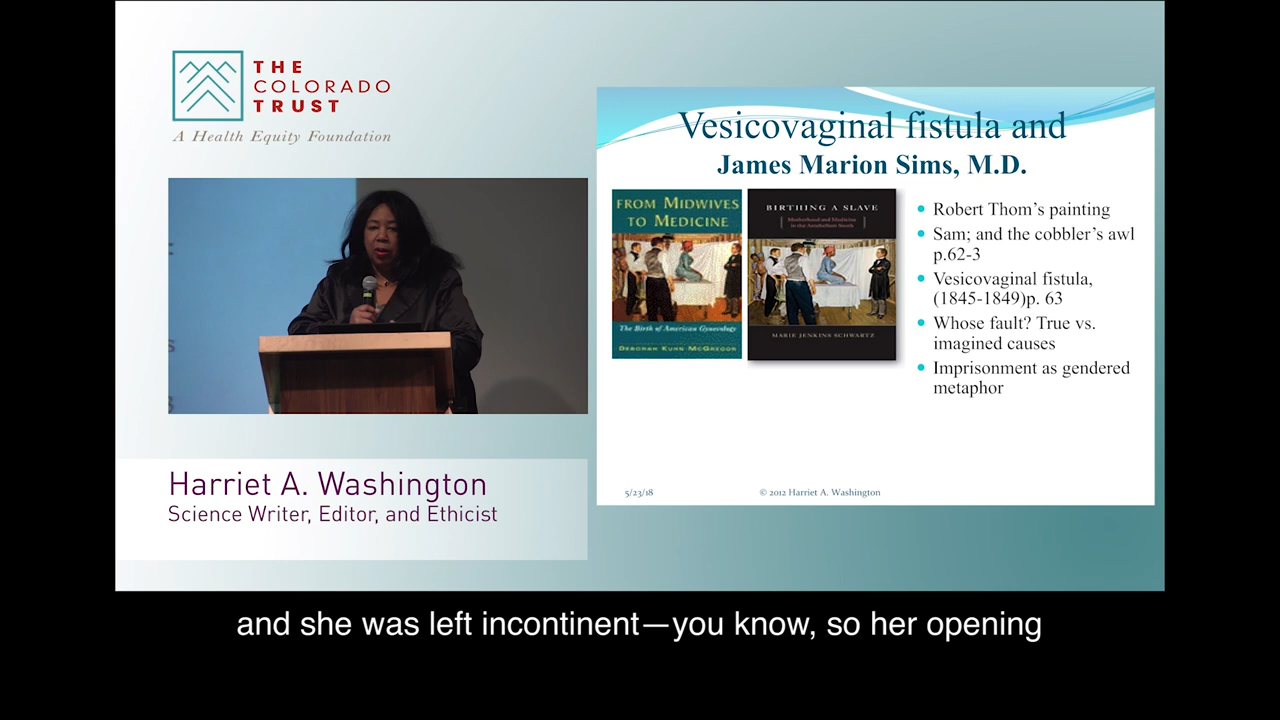 THE
COLORADO
TRUST
A Health Equity Foundation
Vesicovaginal fistula and
James Marion Sims, M.D.
FROM MIDWIVES
TO MEDICINE
The Birth of American Gynecology
DEBORAH KUHN MCGREGOR
BIRTHING A SLAVE
Motherhood and Medicine
in the Antebellum South
MARIE JENKINS SCHWARTZ
Robert Thom's painting
Sam; and the cobbler's awl
p.62-3
Vesicovaginal fistula,
(1845-1849)p. 63
Whose fault? True vs.
imagined causes
Imprisonment as gendered
metaphor
5/23/18
© 2012 Harriet A. Washington
Harriet A. Washington
Science Writer, Editor, and Ethicist
and she was left incontinent—you know, so her opening